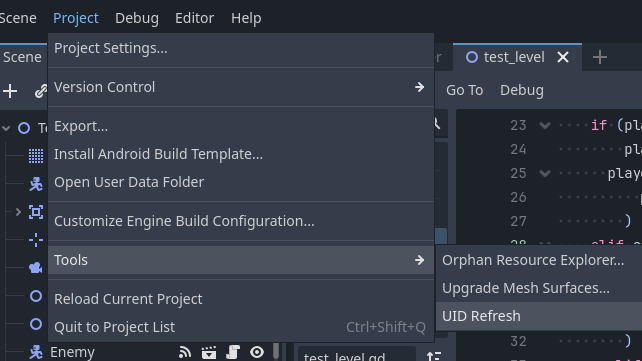 Scene Project Debug Editor Help
Scene
test_level
Project Settings...
Version Control
Go To Debug
Export...
Install Android Build Template...
Open User Data Folder
Customize Engine Build Configuration...
Tools
Orphan Resource Explorer...
Upgrade Mesh Surfaces...
UID Refresh
Reload Current Project
Quit to Project List Ctrl+Shift+Q
Enemy
test_level.gd
23 if (pla
24 pla
25 playe
26
27 )
28
32 )